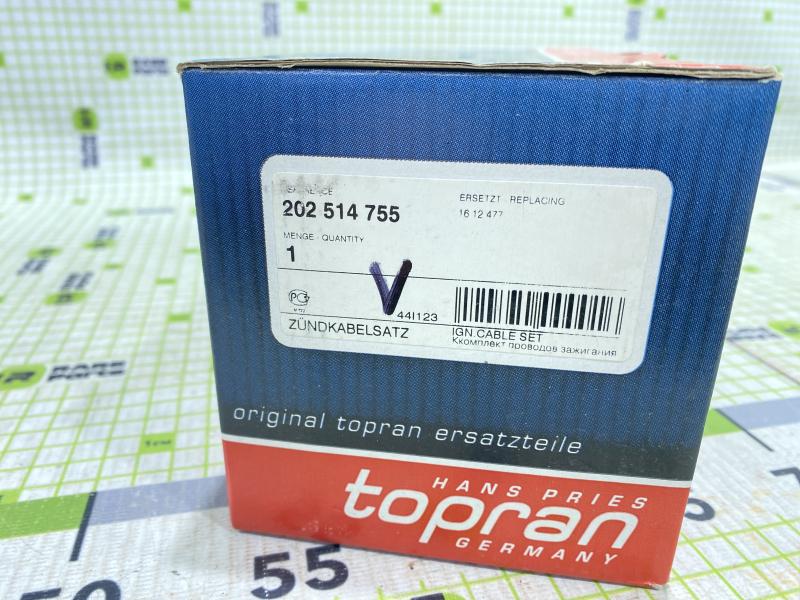 202 514 755
ERSETZT · REPLACING
16 12 477
MENGE · QUANTITY
1
V
44I123
ZÜNDKABELSATZ
IGN.CABLE SET
Ккомплект проводов зажигания
original topran ersatzteile
HANS PRIES
topran
GERMANY
55